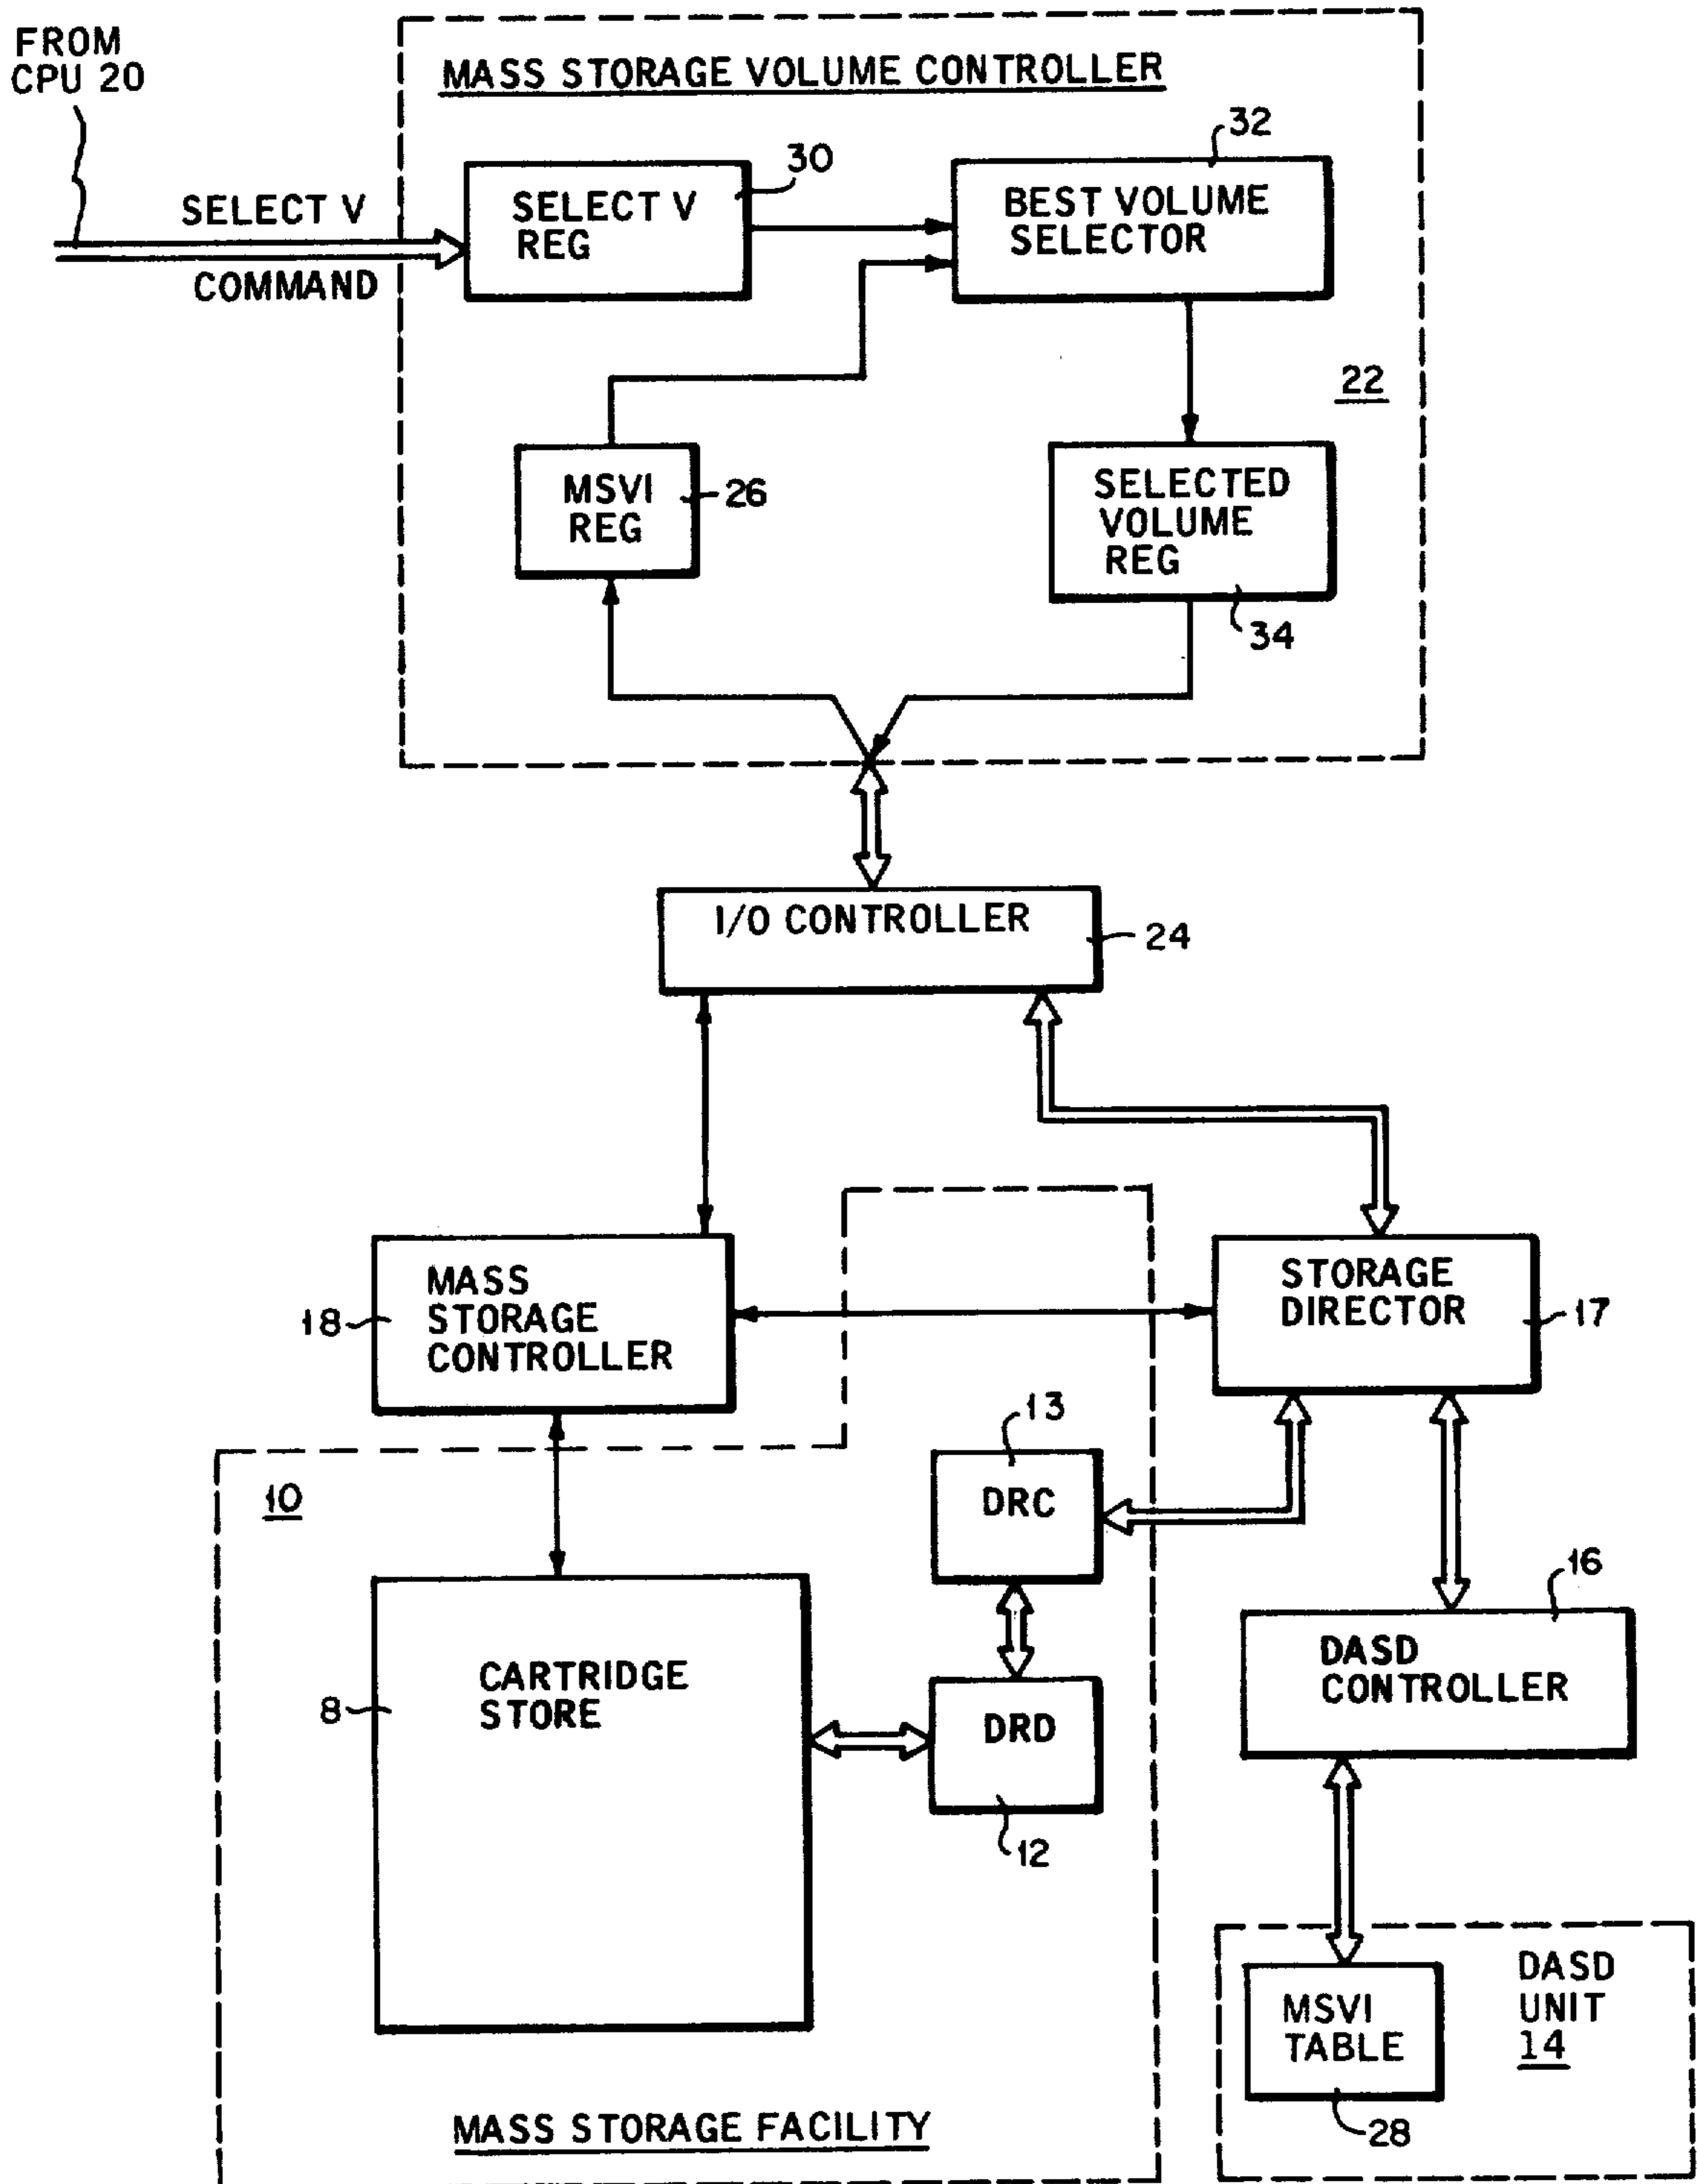 FROM
CPU 20
MASS STORAGE VOLUME CONTROLLER
32
30
SELECT V
REG
BEST VOLUME
SELECTOR
SELECT V
COMMAND
22
MSVI
REG
26
SELECTED
VOLUME
REG
34
I/O CONTROLLER
24
MASS
STORAGE
CONTROLLER
18
STORAGE
DIRECTOR
17
13
10
DRC
16
CARTRIDGE
STORE
8
DRD
12
DASD
CONTROLLER
DASD
UNIT
14
MSVI
TABLE
28
MASS STORAGE FACILITY